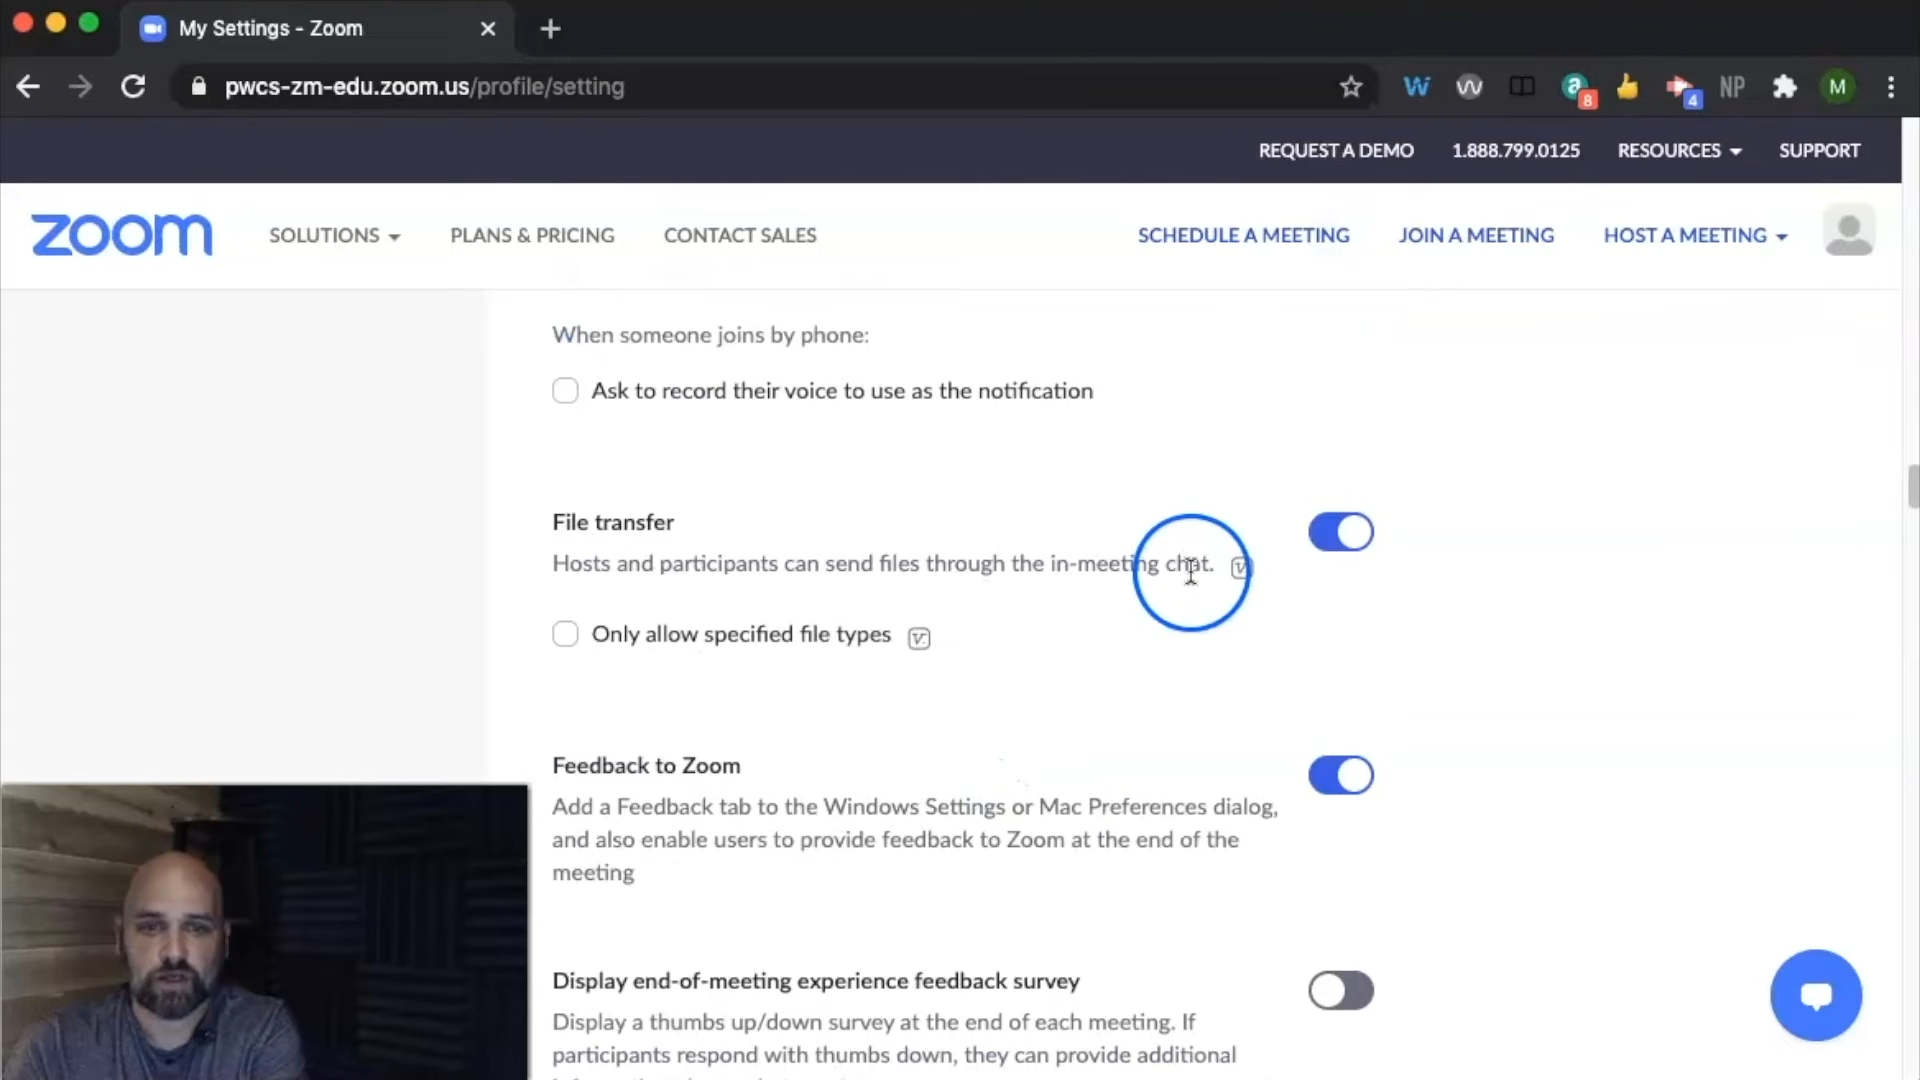 My Settings - Zoom
pwcs-zm-edu.zoom.us/profile/setting
W
8
4
NP
M
REQUEST A DEMO
1.888.799.0125
RESOURCES
SUPPORT
zoom
SOLUTIONS
PLANS & PRICING
CONTACT SALES
SCHEDULE A MEETING
JOIN A MEETING
HOST A MEETING
When someone joins by phone:
Ask to record their voice to use as the notification
File transfer
Hosts and participants can send files through the in-meeting chat.
Only allow specified file types
Feedback to Zoom
Add a Feedback tab to the Windows Settings or Mac Preferences dialog,
and also enable users to provide feedback to Zoom at the end of the
meeting
Display end-of-meeting experience feedback survey
Display a thumbs up/down survey at the end of each meeting. If
participants respond with thumbs down, they can provide additional